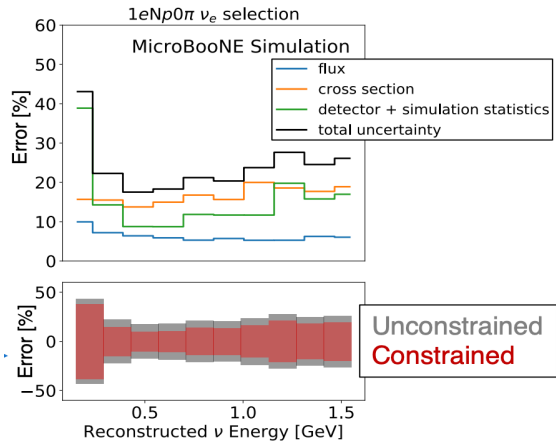 1eNp0π ν_e selection
MicroBooNE Simulation
flux
cross section
detector + simulation statistics
total uncertainty
Error [%]
60
50
40
30
20
10
0
Error [%]
50
0
−50
0.5
1.0
1.5
Reconstructed ν Energy [GeV]
Unconstrained
Constrained